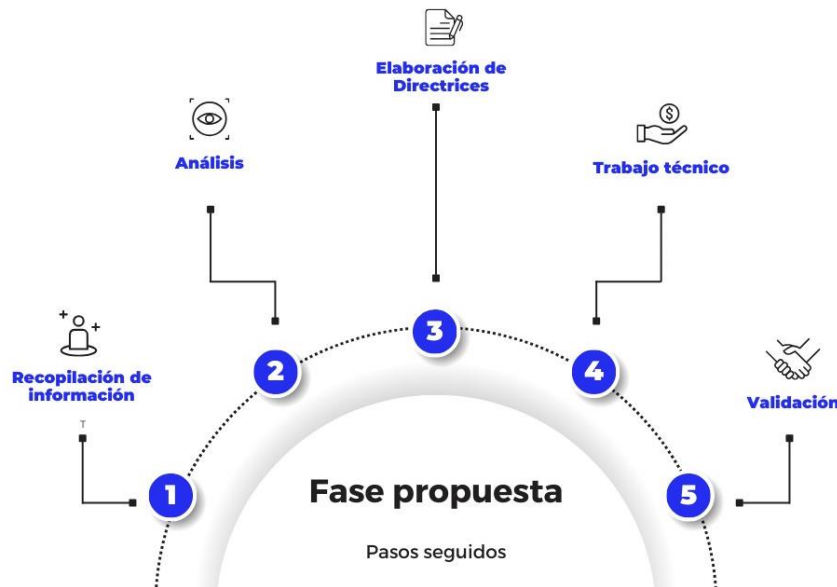 Elaboración de
Directrices
Análisis
Trabajo técnico
Recopilación de
información
T
Validación
1
2
3
4
5
$
Fase propuesta
Pasos seguidos